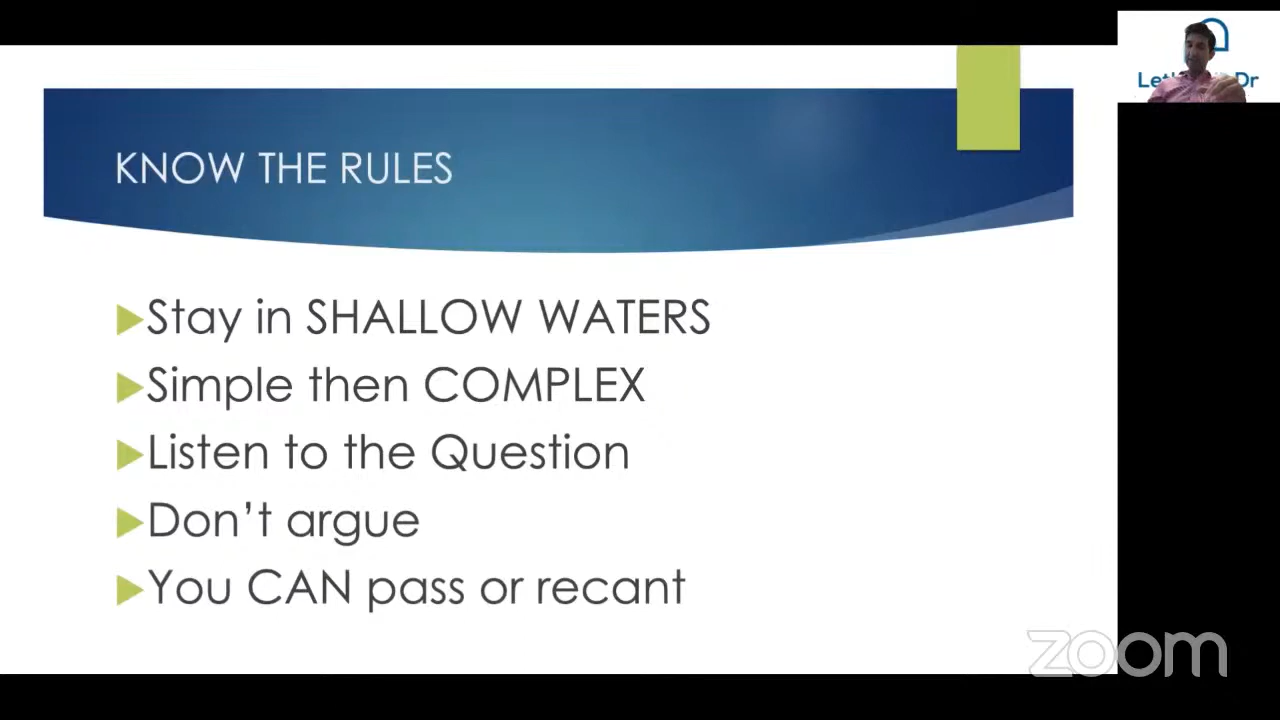 KNOW THE RULES
Stay in SHALLOW WATERS
Simple then COMPLEX
Listen to the Question
Don't argue
You CAN pass or recant
Dr
zoom